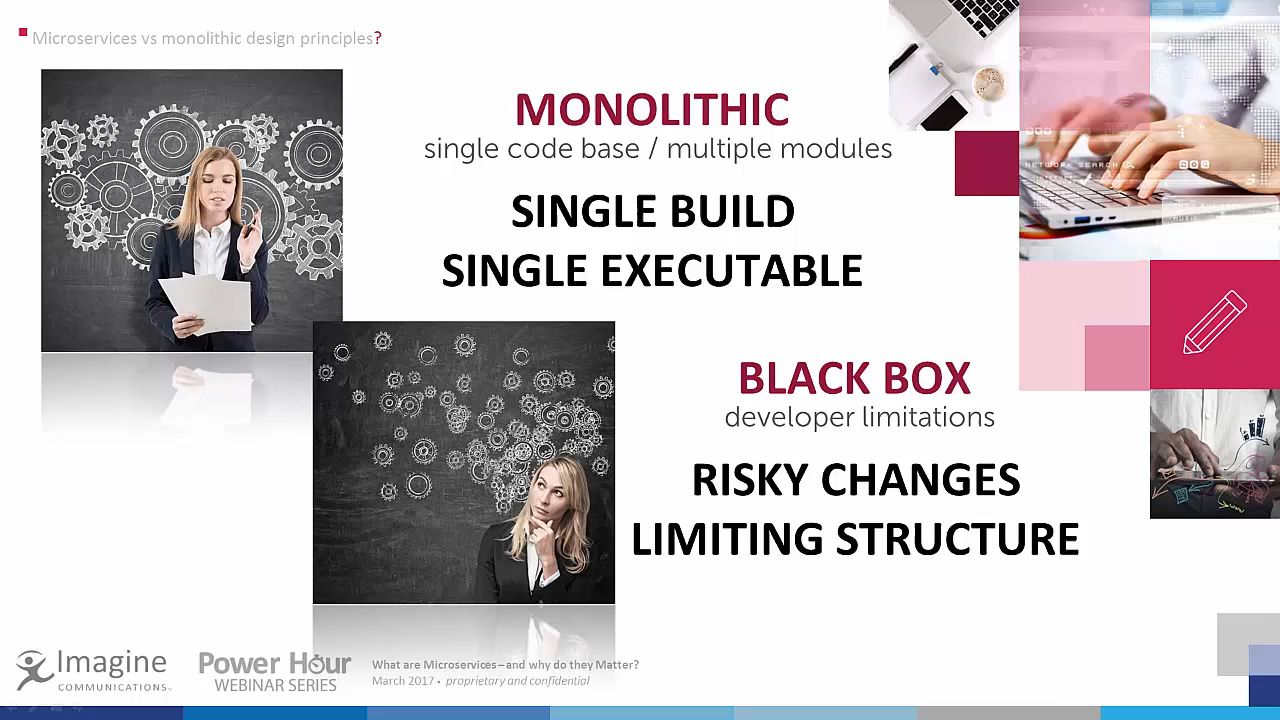 Microservices vs monolithic design principles?
MONOLITHIC
single code base / multiple modules
SINGLE BUILD
SINGLE EXECUTABLE
NETWORK SEARCH
BLACK BOX
developer limitations
RISKY CHANGES
LIMITING STRUCTURE
Imagine
COMMUNICATIONS
Power Hour
WEBINAR SERIES
What are Microservices–and why do they Matter?
March 2017 • proprietary and confidential